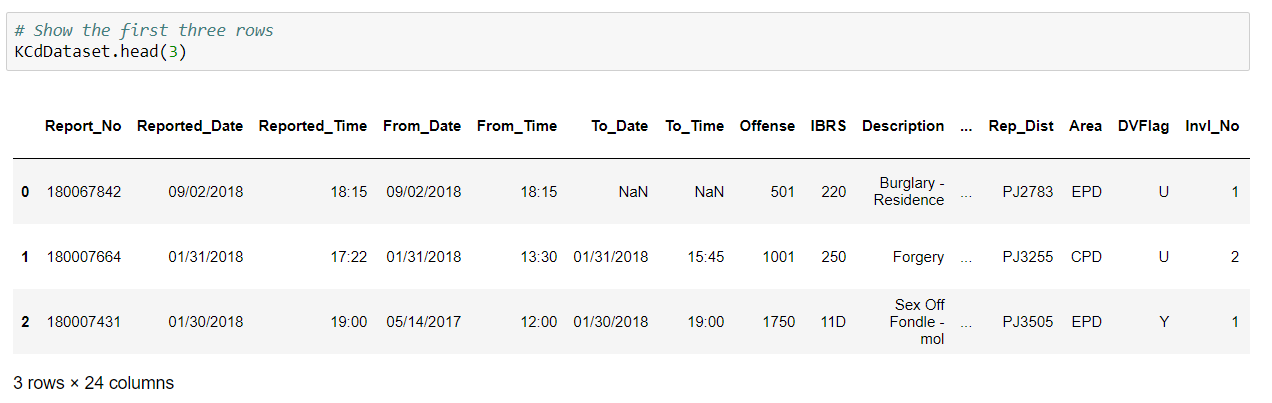 # Show the first three rows
KCdDataset.head(3)
Report_No Reported_Date Reported_Time From_Date From_Time To_Date To_Time Offense IBRS Description ... Rep_Dist Area DVFlag Invl_No
0 180067842 09/02/2018 18:15 09/02/2018 18:15 NaN NaN 501 220 Burglary - Residence ... PJ2783 EPD U 1
1 180007664 01/31/2018 17:22 01/31/2018 13:30 01/31/2018 15:45 1001 250 Forgery ... PJ3255 CPD U 2
2 180007431 01/30/2018 19:00 05/14/2017 12:00 01/30/2018 19:00 1750 11D Sex Off Fondle - mol ... PJ3505 EPD Y 1
3 rows × 24 columns